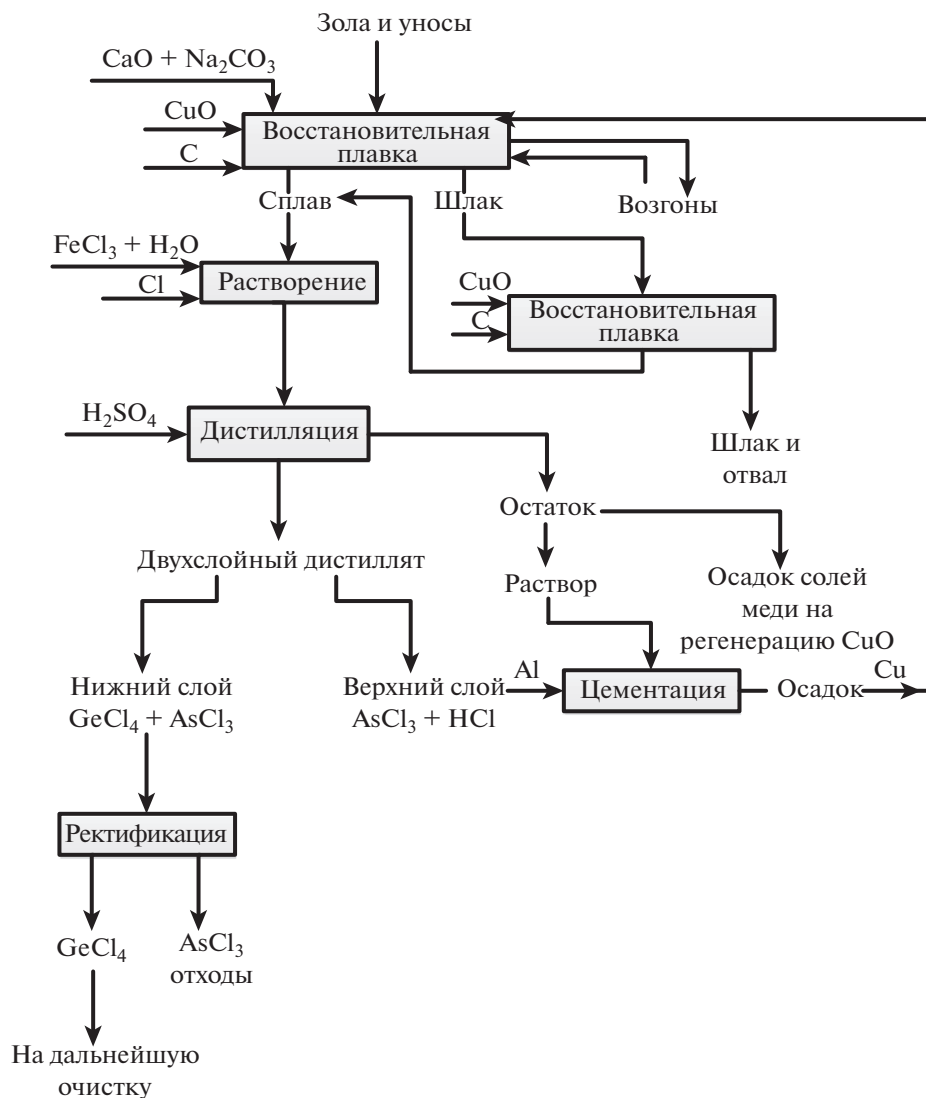 Зола и уносы
CaO + Na₂CO₃
CuO
C
Восстановительная
плавка
Сплав
Шлак
Возгоны
FeCl₃ + H₂O
Cl
Растворение
CuO
C
Восстановительная
плавка
H₂SO₄
Дистилляция
Шлак и
отвал
Остаток
Двухслойный дистиллят
Раствор
Осадок солей
меди на
регенерацию CuO
Нижний слой
GeCl₄ + AsCl₃
Верхний слой
AsCl₃ + HCl
Al
Цементация
Осадок
Cu
Ректификация
GeCl₄
AsCl₃
отходы
На дальнейшую
очистку